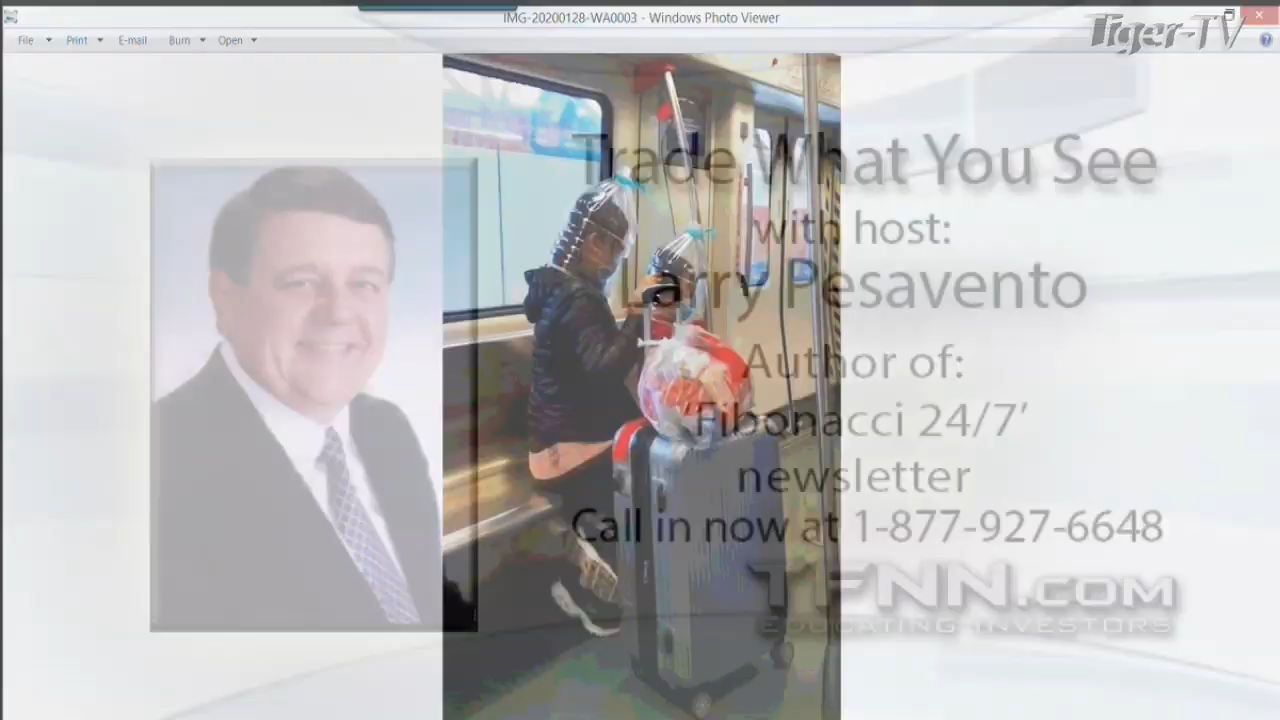 IMG-20200128-WA0003 - Windows Photo Viewer
File Print E-mail Burn Open
Tiger-TV
Trade What You See
with host:
Larry Pesavento
Author of:
'Fibonacci 24/7'
newsletter
Call in now at 1-877-927-6648
TFNN.COM
EDUCATING INVESTORS